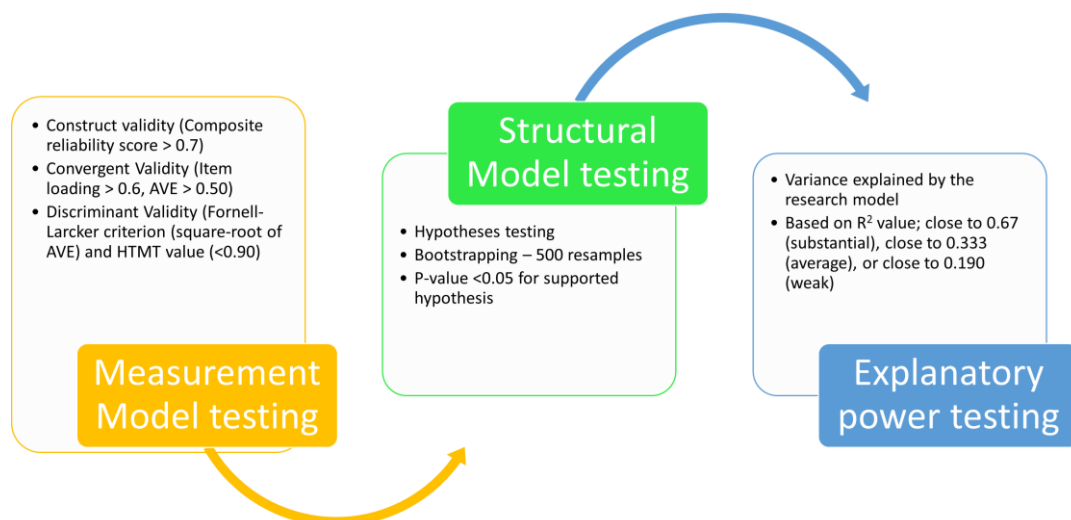 • Construct validity (Composite
reliability score > 0.7)
• Convergent Validity (Item
loading > 0.6, AVE > 0.50)
• Discriminant Validity (Fornell-
Larcker criterion (square-root
of AVE) and HTMT value (<0.90)
Measurement
Model testing
Structural
Model testing
• Hypotheses testing
• Bootstrapping – 500 resamples
• P-value <0.05 for supported
hypothesis
• Variance explained by the
research model
• Based on R² value; close to 0.67
(substantial), close to 0.333
(average), or close to 0.190
(weak)
Explanatory
power testing